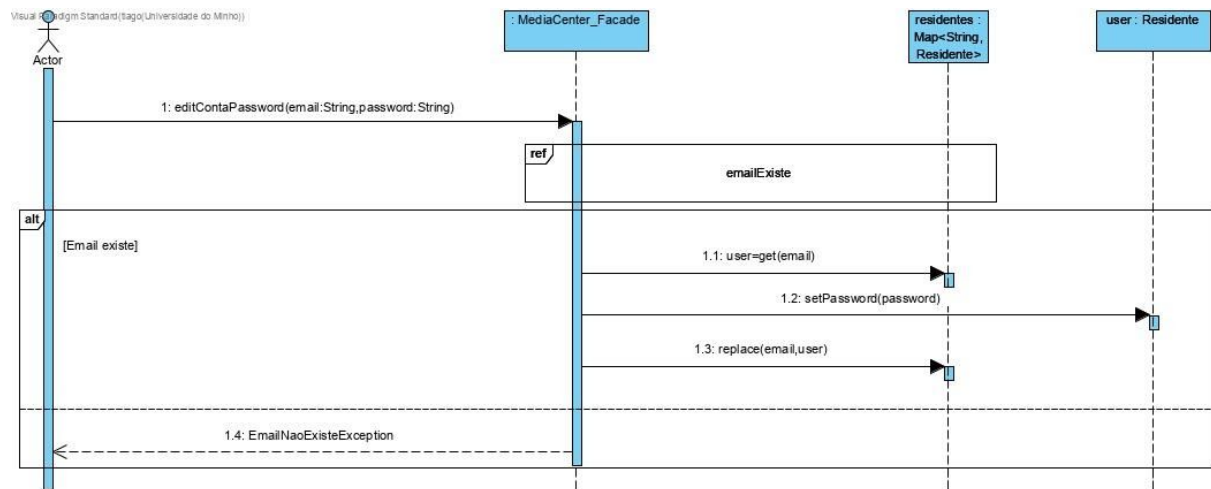 Visual Paradigm Standard(tiago(Universidade do Minho))
Actor
: MediaCenter_Facade
residentes :
Map<String,
Residente>
user : Residente
1: editContaPassword(email:String,password:String)
ref
emailExiste
alt
[Email existe]
1.1: user=get(email)
1.2: setPassword(password)
1.3: replace(email,user)
1.4: EmailNaoExisteException